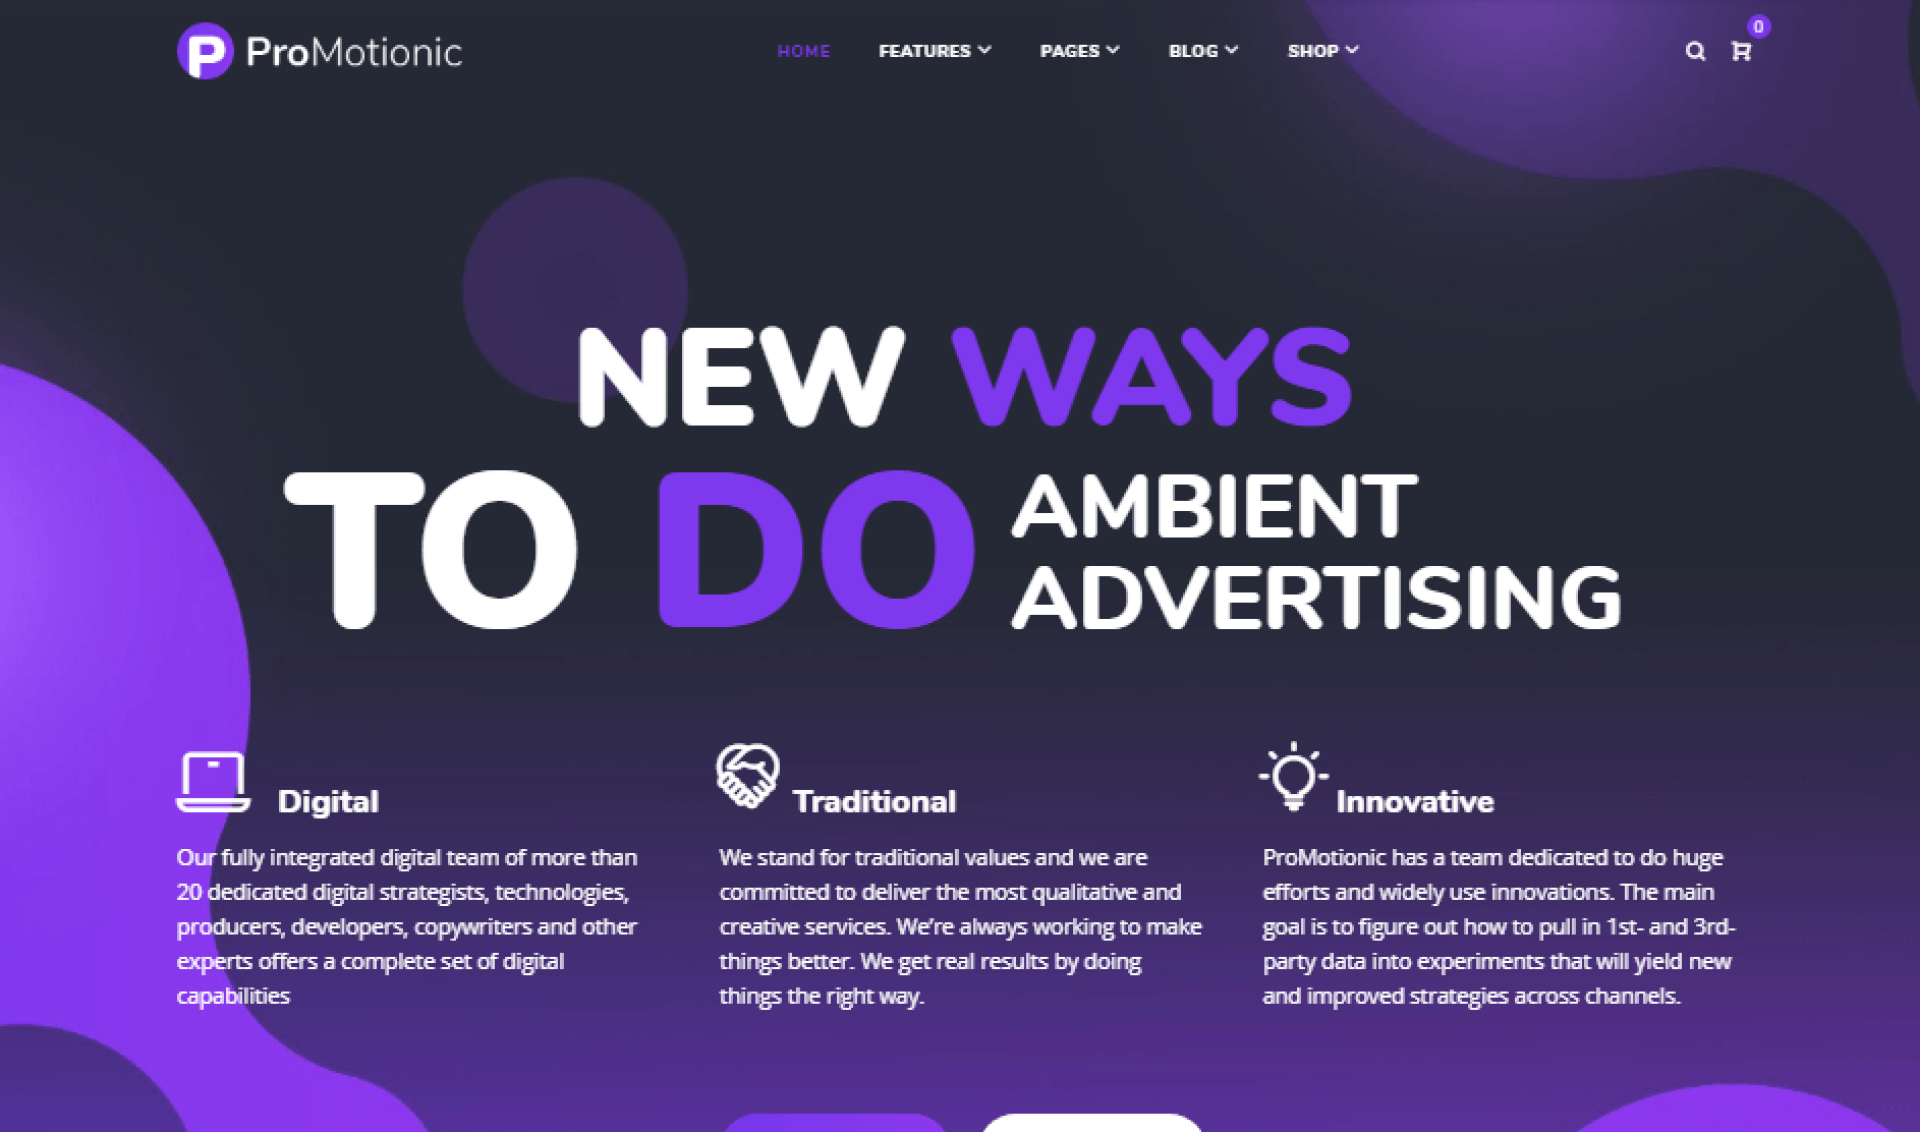 ProMotionic
HOME FEATURES PAGES BLOG SHOP 0
NEW WAYS
TO DO AMBIENT
ADVERTISING
Digital
Our fully integrated digital team of more than
20 dedicated digital strategists, technologies,
producers, developers, copywriters and other
experts offers a complete set of digital
capabilities
Traditional
We stand for traditional values and we are
committed to deliver the most qualitative and
creative services. We’re always working to make
things better. We get real results by doing
things the right way.
Innovative
ProMotionic has a team dedicated to do huge
efforts and widely use innovations. The main
goal is to figure out how to pull in 1st- and 3rd-
party data into experiments that will yield new
and improved strategies across channels.